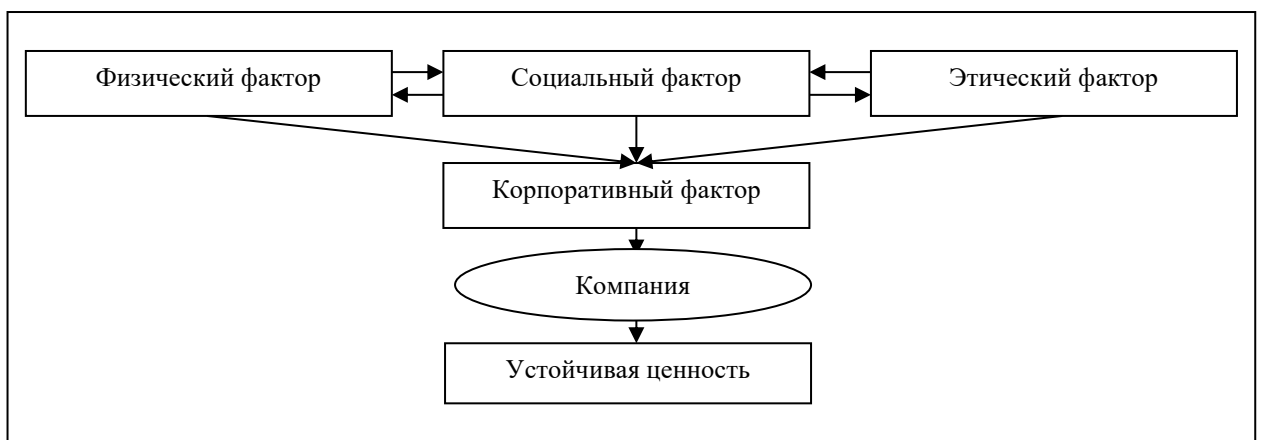 Физический фактор
Социальный фактор
Этический фактор
Корпоративный фактор
Компания
Устойчивая ценность